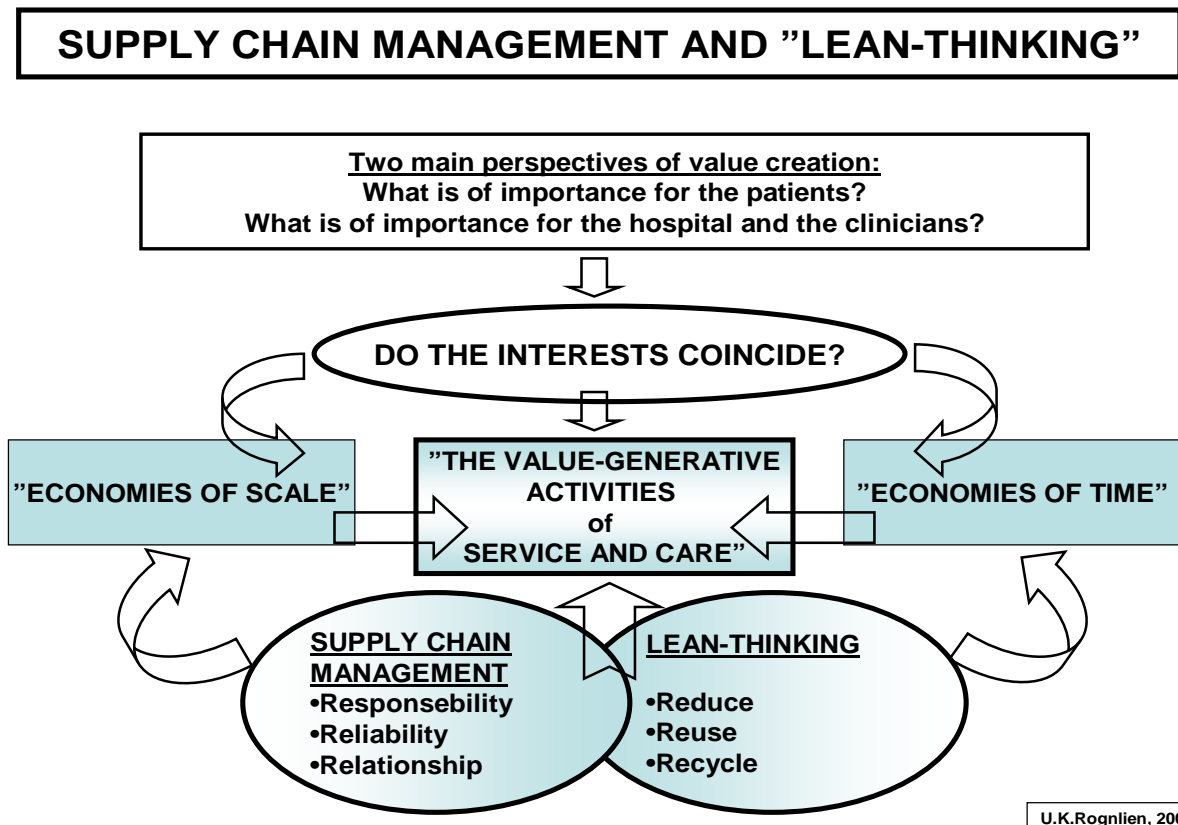 SUPPLY CHAIN MANAGEMENT AND ”LEAN-THINKING”
Two main perspectives of value creation:
What is of importance for the patients?
What is of importance for the hospital and the clinicians?
DO THE INTERESTS COINCIDE?
”ECONOMIES OF SCALE”
”THE VALUE-GENERATIVE
ACTIVITIES
of
SERVICE AND CARE”
”ECONOMIES OF TIME”
SUPPLY CHAIN
MANAGEMENT
•Responsebility
•Reliability
•Relationship
LEAN-THINKING
•Reduce
•Reuse
•Recycle
U.K.Rognlien,